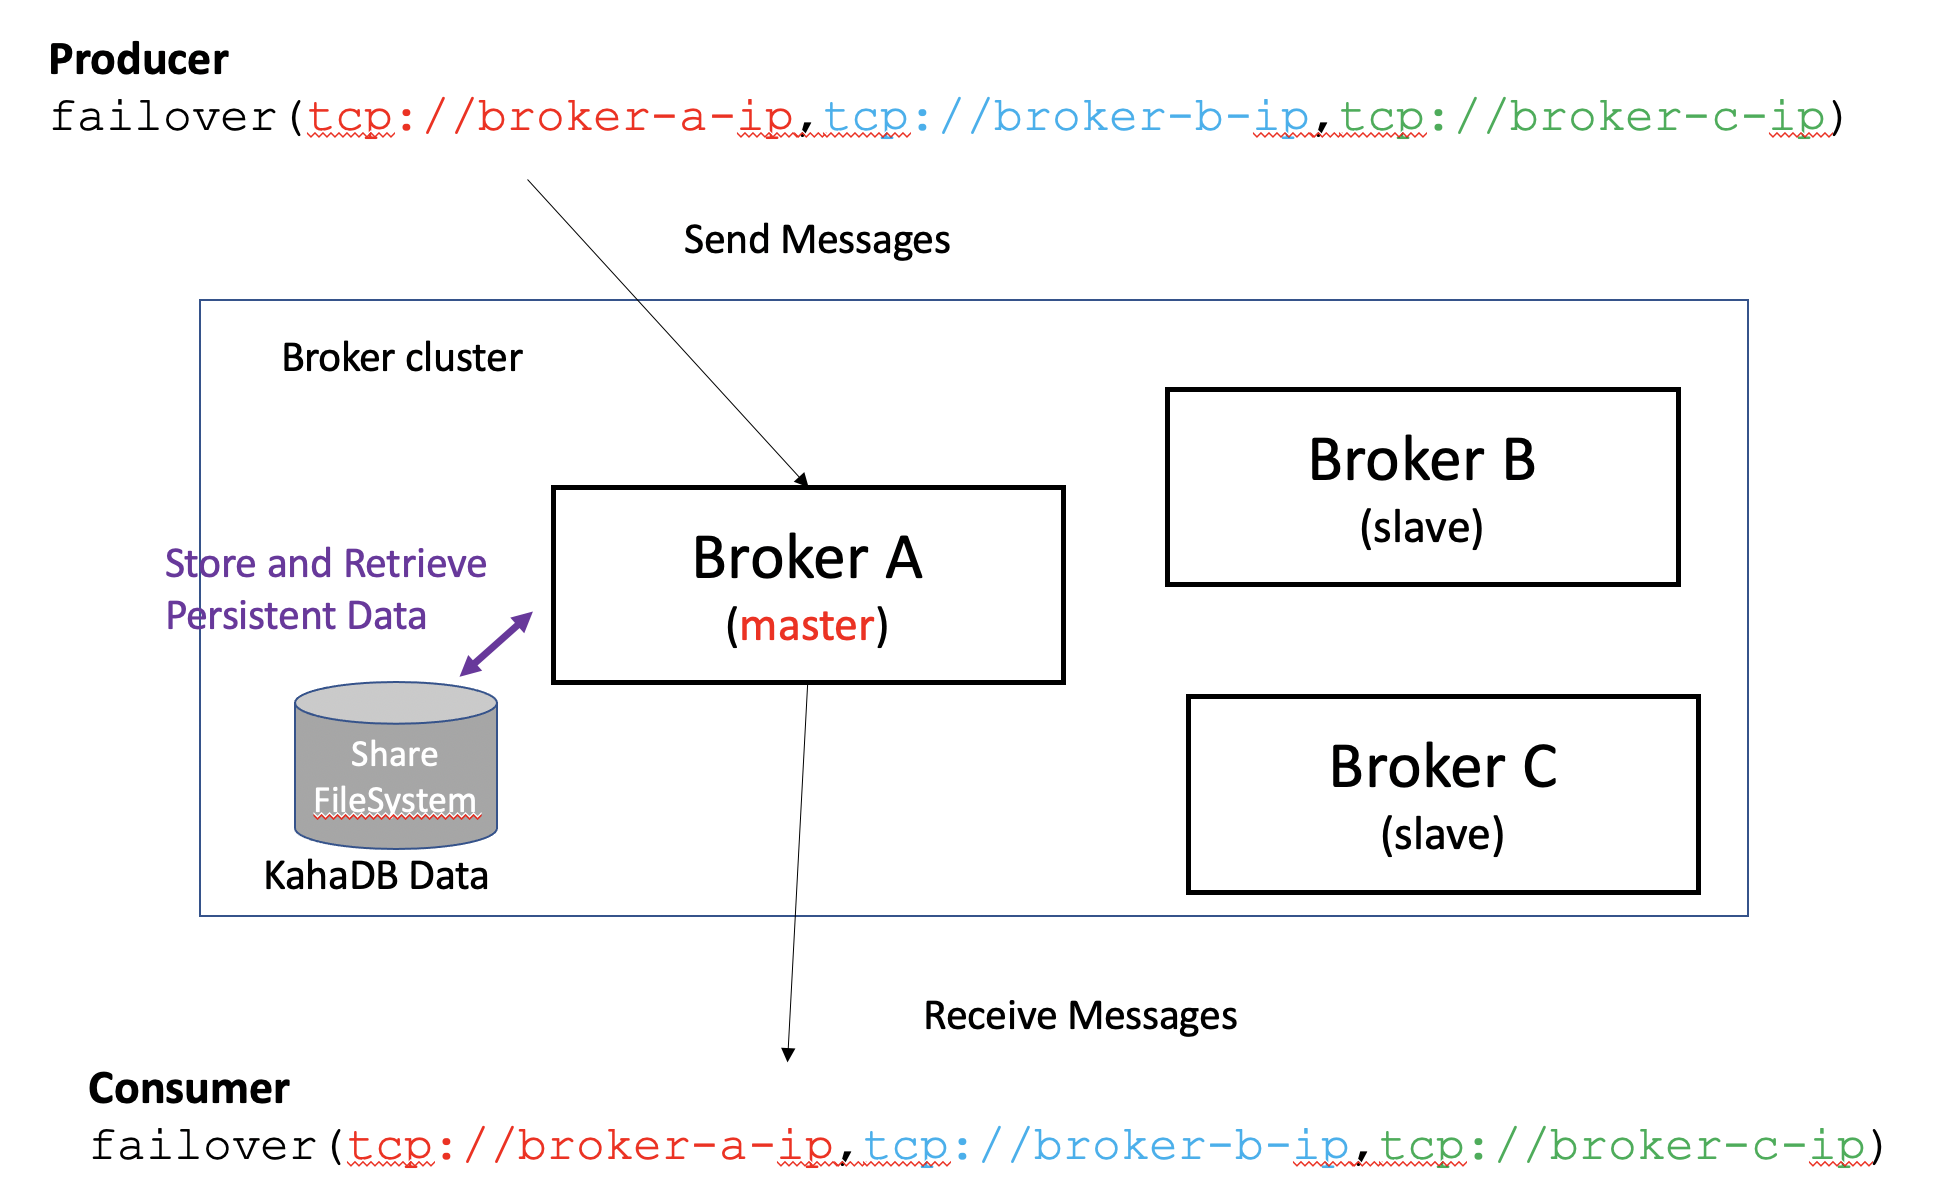 Producer
failover(tcp://broker-a-ip,tcp://broker-b-ip,tcp://broker-c-ip)
Send Messages
Broker cluster
Broker B
(slave)
Broker A
(master)
Store and Retrieve
Persistent Data
Share
FileSystem
KahaDB Data
Broker C
(slave)
Receive Messages
Consumer
failover(tcp://broker-a-ip,tcp://broker-b-ip,tcp://broker-c-ip)